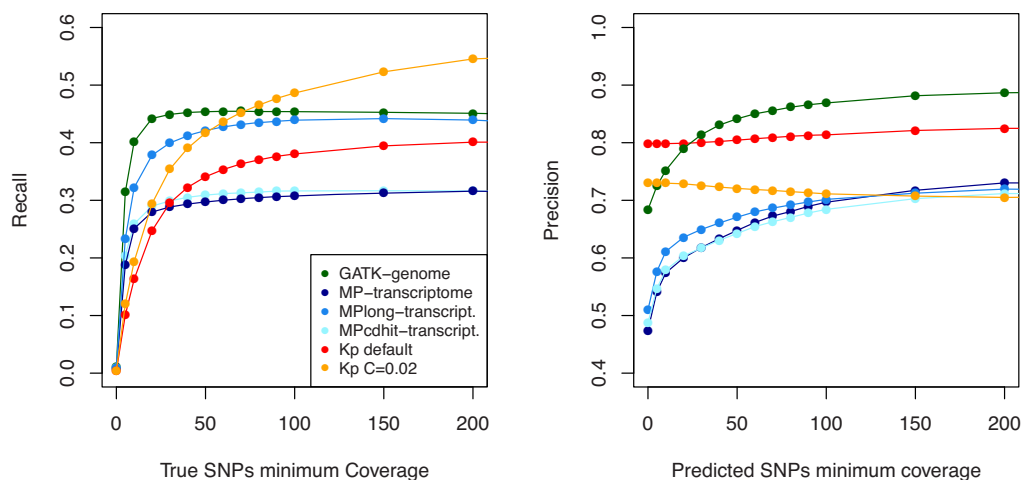 0.6
0.5
0.4
0.3
0.2
0.1
0.0
Recall
GATK−genome
MP−transcriptome
MPlong−transcript.
MPcdhit−transcript.
Kp default
Kp C=0.02
0 50 100 150 200
True SNPs minimum Coverage
1.0
0.9
0.8
0.7
0.6
0.5
0.4
Precision
0 50 100 150 200
Predicted SNPs minimum coverage